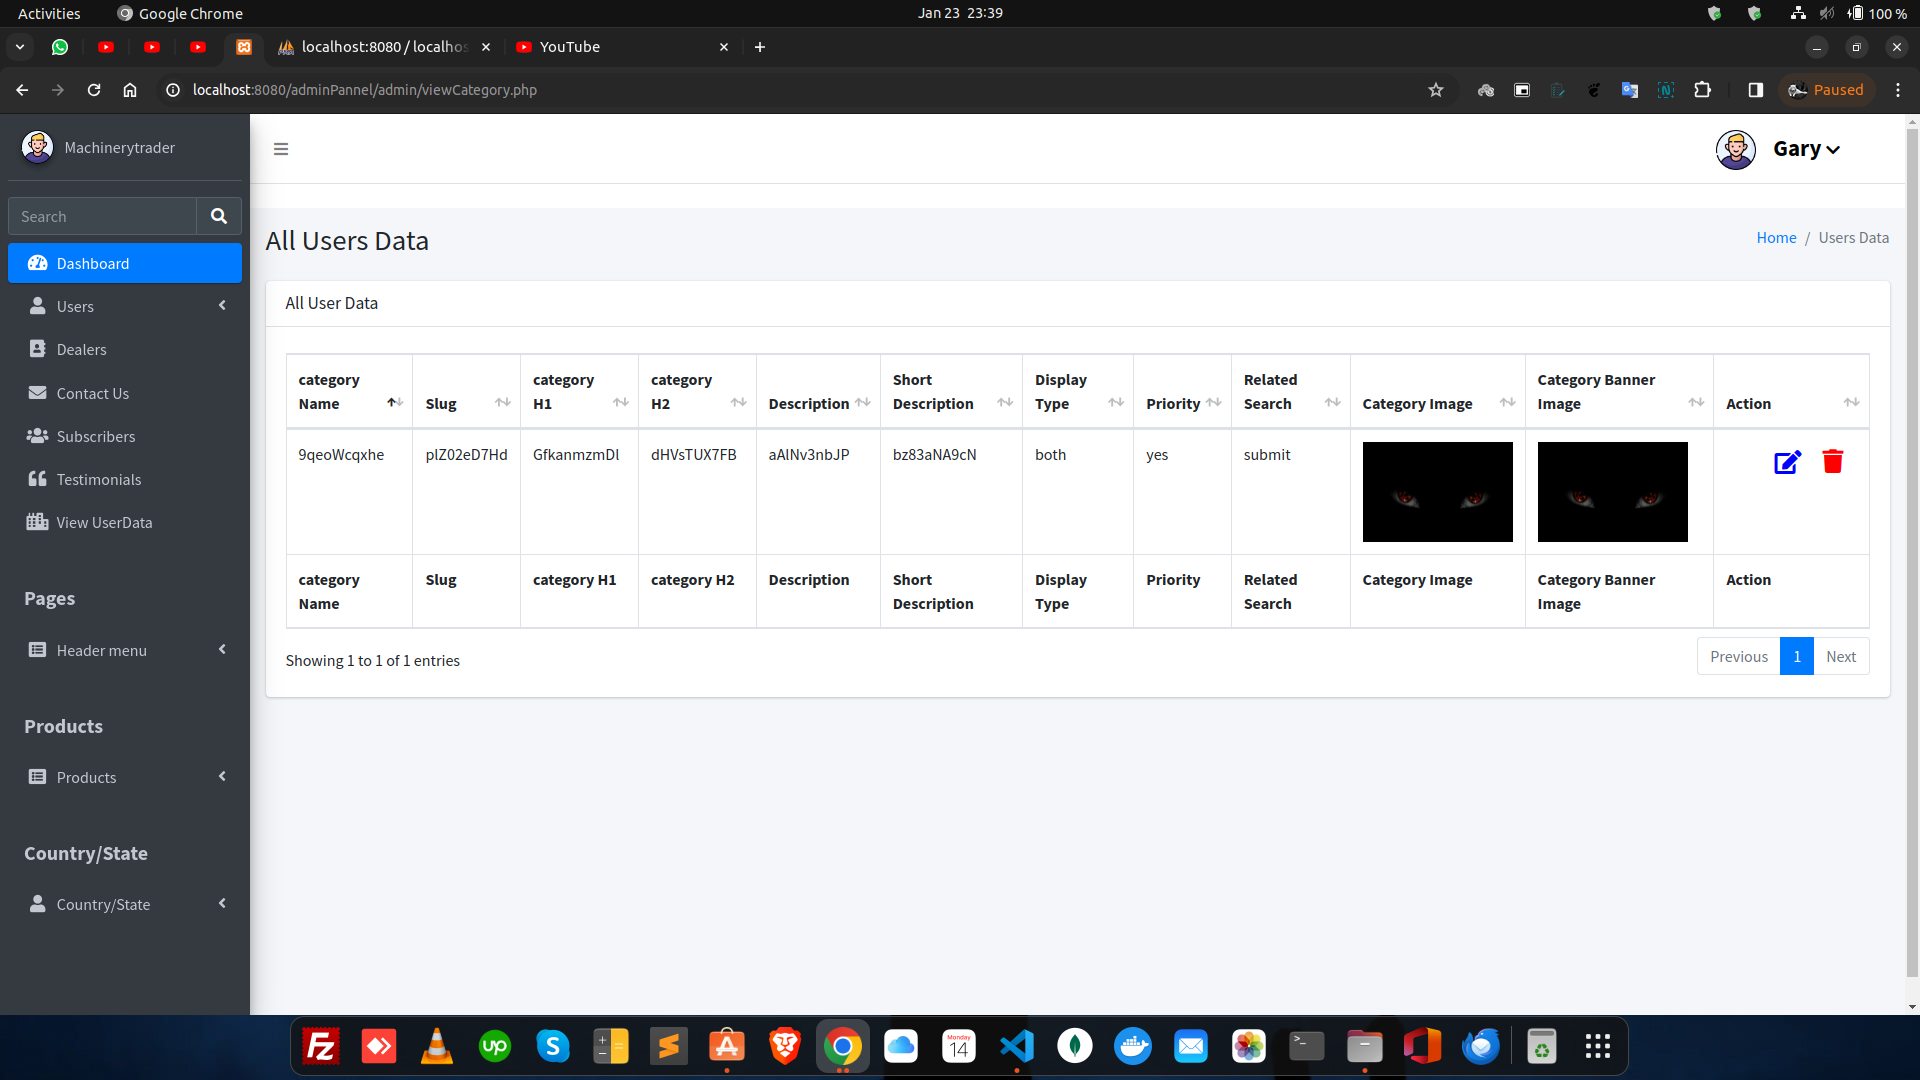 Activities
Google Chrome
Jan 23 23:39
100 %
localhost:8080 / localhos
YouTube
localhost:8080/adminPannel/admin/viewCategory.php
Paused
Machinerytrader
Gary
Search
All Users Data
Home / Users Data
Dashboard
Users
Dealers
Contact Us
Subscribers
Testimonials
View UserData
Pages
Header menu
Products
Products
Country/State
Country/State
All User Data
category Name
Slug
category H1
category H2
Description
Short Description
Display Type
Priority
Related Search
Category Image
Category Banner Image
Action
9qeoWcqxhe
plZ02eD7Hd
GfkanmzmDl
dHVsTUX7FB
aAlNv3nbJP
bz83aNA9cN
both
yes
submit
category Name
Slug
category H1
category H2
Description
Short Description
Display Type
Priority
Related Search
Category Image
Category Banner Image
Action
Showing 1 to 1 of 1 entries
Previous
1
Next
Fz
up
S
Monday
14